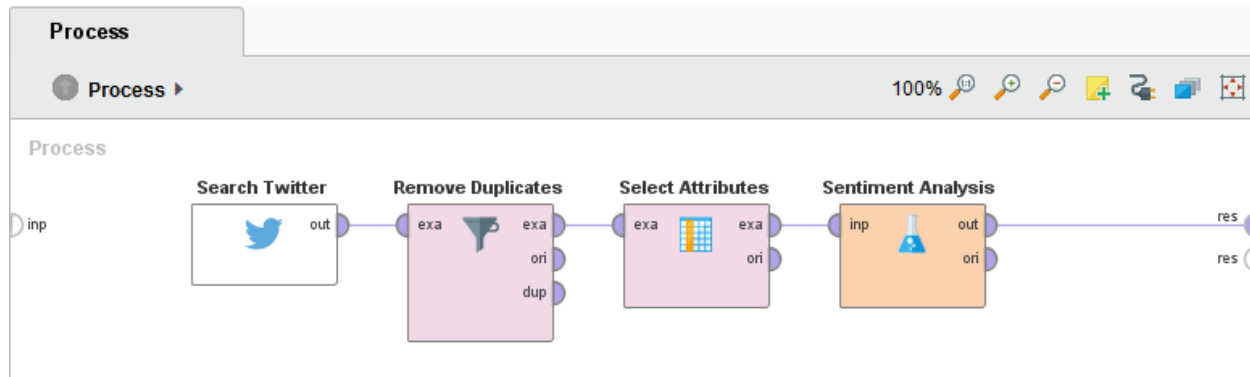 Process
Process
100%
Process
Search Twitter
Remove Duplicates
Select Attributes
Sentiment Analysis
inp
out
exa
exa
exa
exa
inp
out
res
ori
ori
ori
res
dup